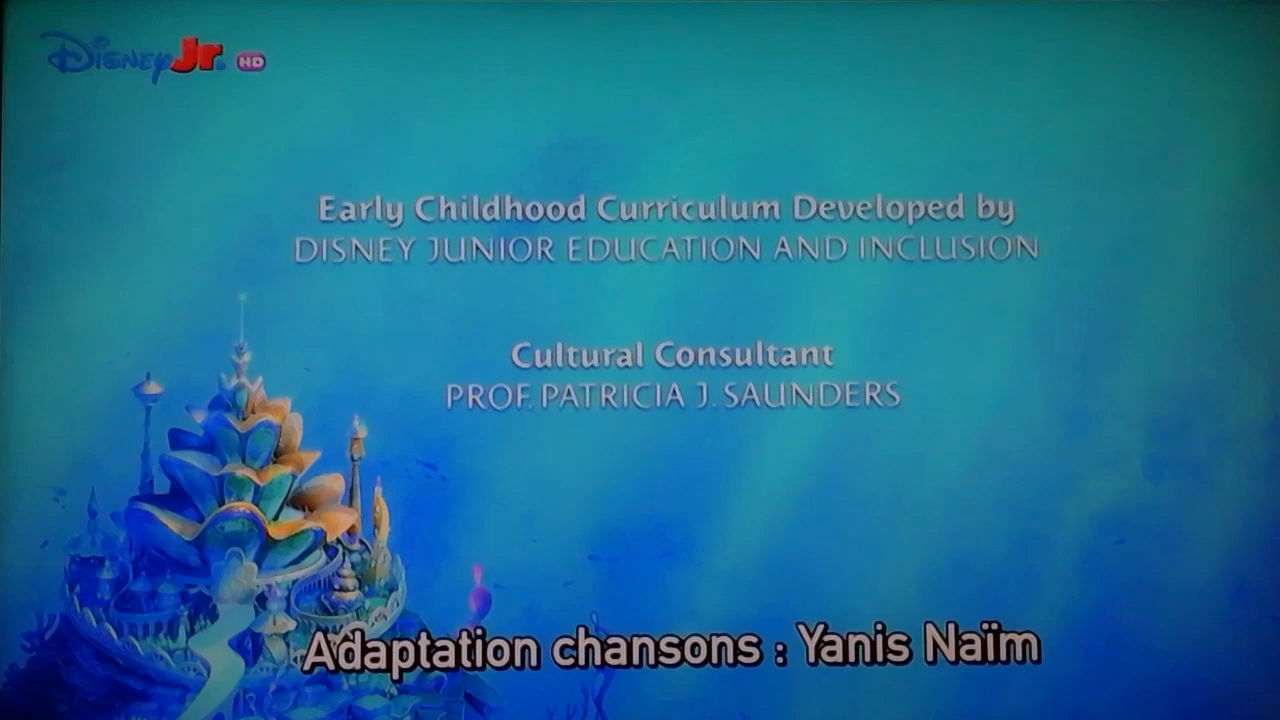 Disney Jr. HD
Early Childhood Curriculum Developed by
DISNEY JUNIOR EDUCATION AND INCLUSION
Cultural Consultant
PROF. PATRICIA J. SAUNDERS
Adaptation chansons : Yanis Naïm